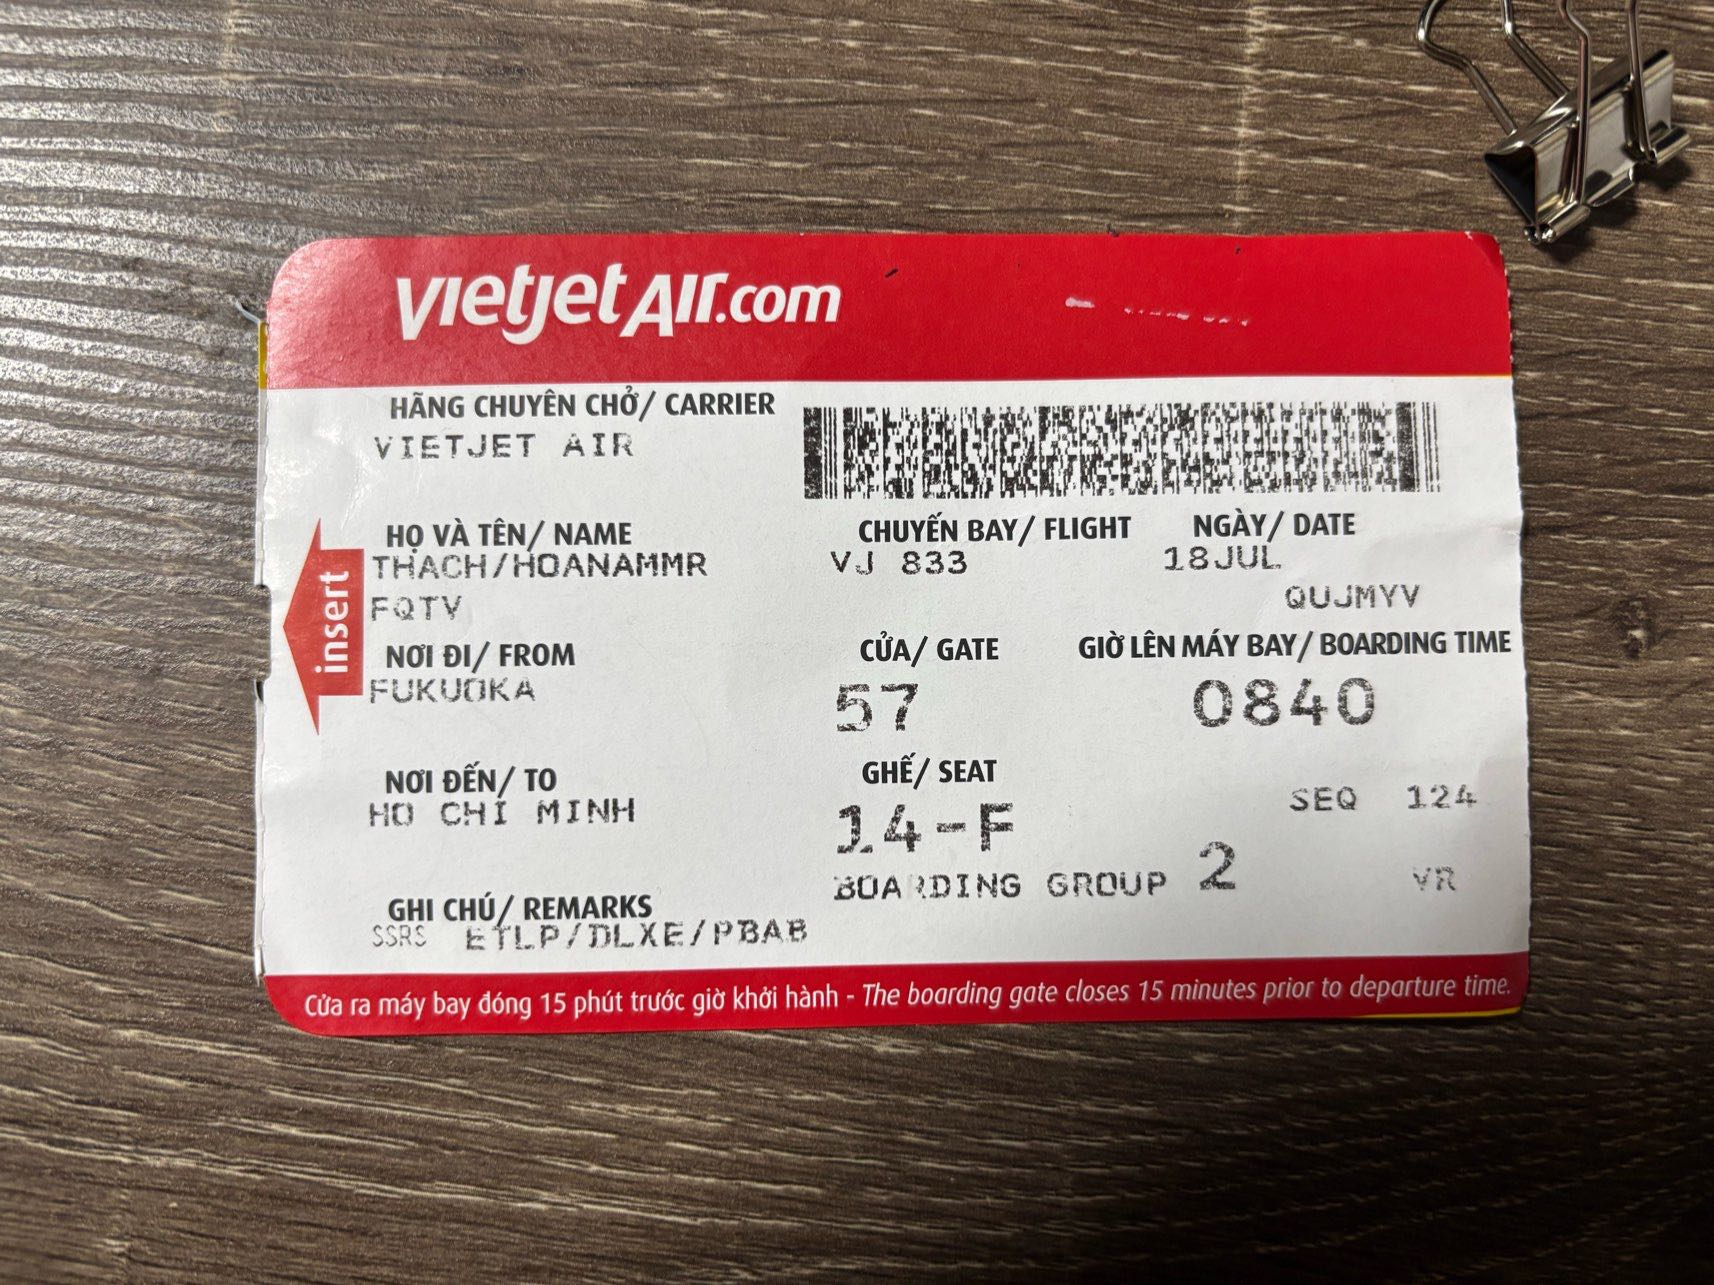 vietjetAir.com
HÃNG CHUYÊN CHỞ/ CARRIER
VIETJET AIR
HỌ VÀ TÊN/ NAME
THACH/HOANAMMR
FQTV
CHUYẾN BAY/ FLIGHT
VJ 833
NGÀY/ DATE
18JUL
QUJMYV
insert
NƠI ĐI/ FROM
FUKUOKA
CỬA/ GATE
57
GIỜ LÊN MÁY BAY/ BOARDING TIME
0840
NƠI ĐẾN/ TO
HO CHI MINH
GHẾ/ SEAT
14-F
SEQ 124
BOARDING GROUP 2
VR
GHI CHÚ/ REMARKS
SSRS ETLP/DLXE/PBAB
Cửa ra máy bay đóng 15 phút trước giờ khởi hành - The boarding gate closes 15 minutes prior to departure time.